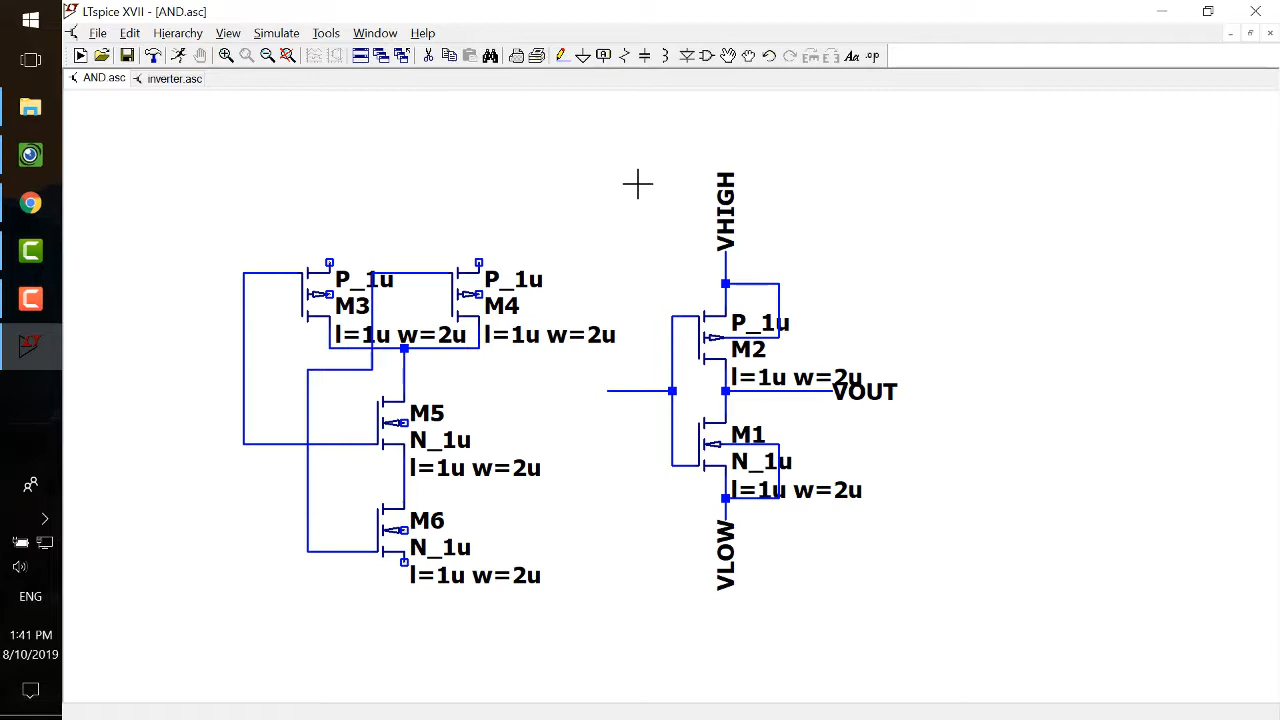 LTspice XVII - [AND.asc]
File Edit View Hierarchy Simulate Tools Window Help
AND.asc inverter.asc
VHIGH
P_1u
M3
l=1u w=2u
P_1u
M4
l=1u w=2u
M5
N_1u
l=1u w=2u
M6
N_1u
l=1u w=2u
P_1u
M2
l=1u w=2u
VOUT
M1
N_1u
l=1u w=2u
VLOW
ENG
1:41 PM
8/10/2019